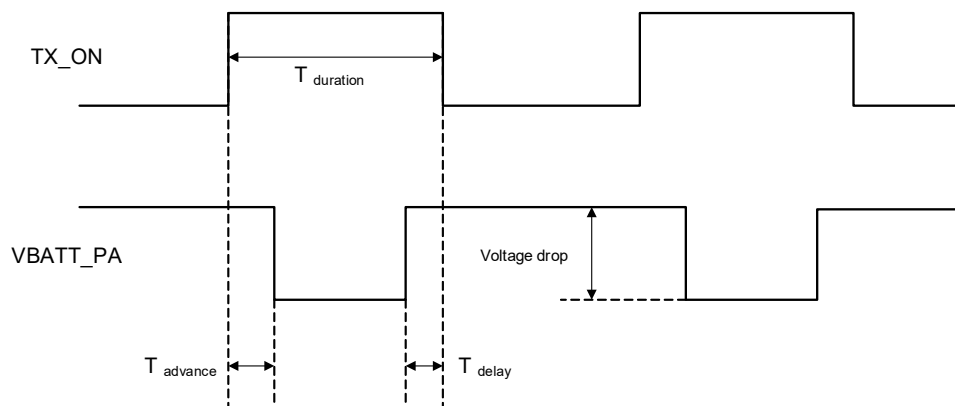 TX_ON
T duration
VBATT_PA
Voltage drop
T advance
T delay